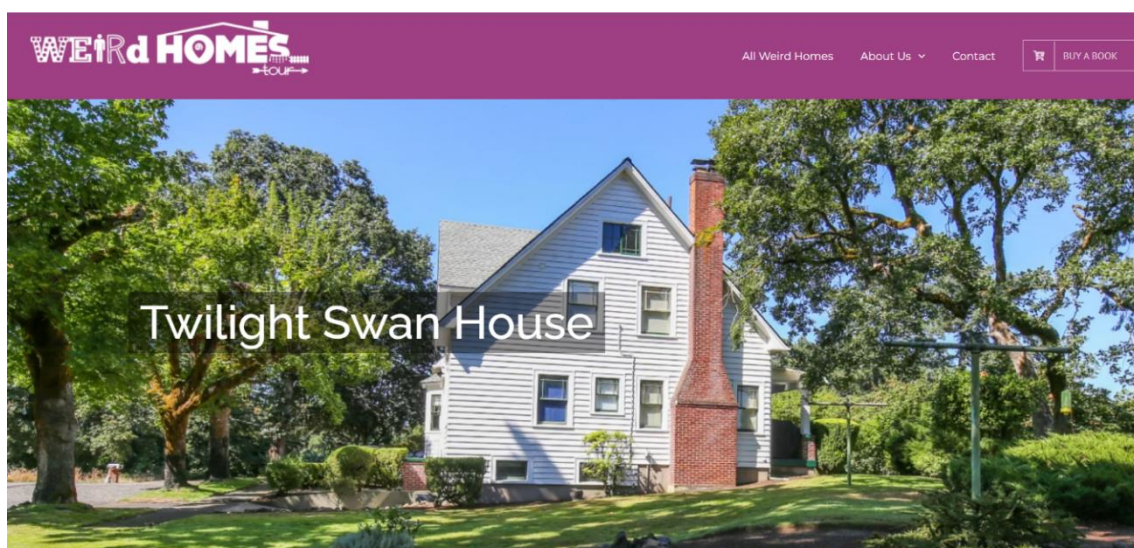 WEIRd HOMES
tour
All Weird Homes
About Us
Contact
BUY A BOOK
Twilight Swan House